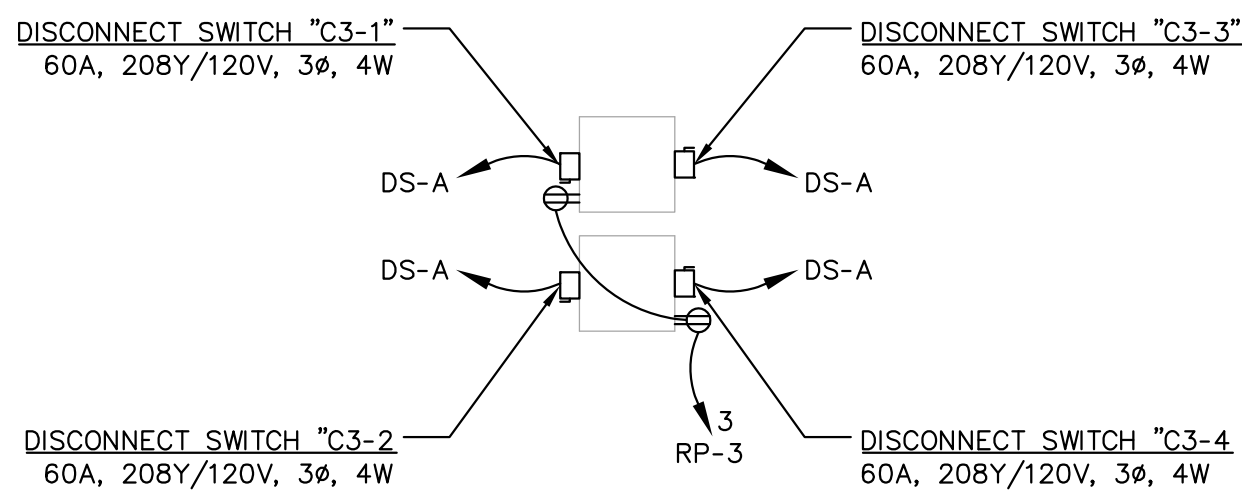 DISCONNECT SWITCH "C3-1"
60A, 208Y/120V, 3ø, 4W
DISCONNECT SWITCH "C3-3"
60A, 208Y/120V, 3ø, 4W
DS-A
DS-A
DS-A
DS-A
3
RP-3
DISCONNECT SWITCH "C3-2
60A, 208Y/120V, 3ø, 4W
DISCONNECT SWITCH "C3-4
60A, 208Y/120V, 3ø, 4W